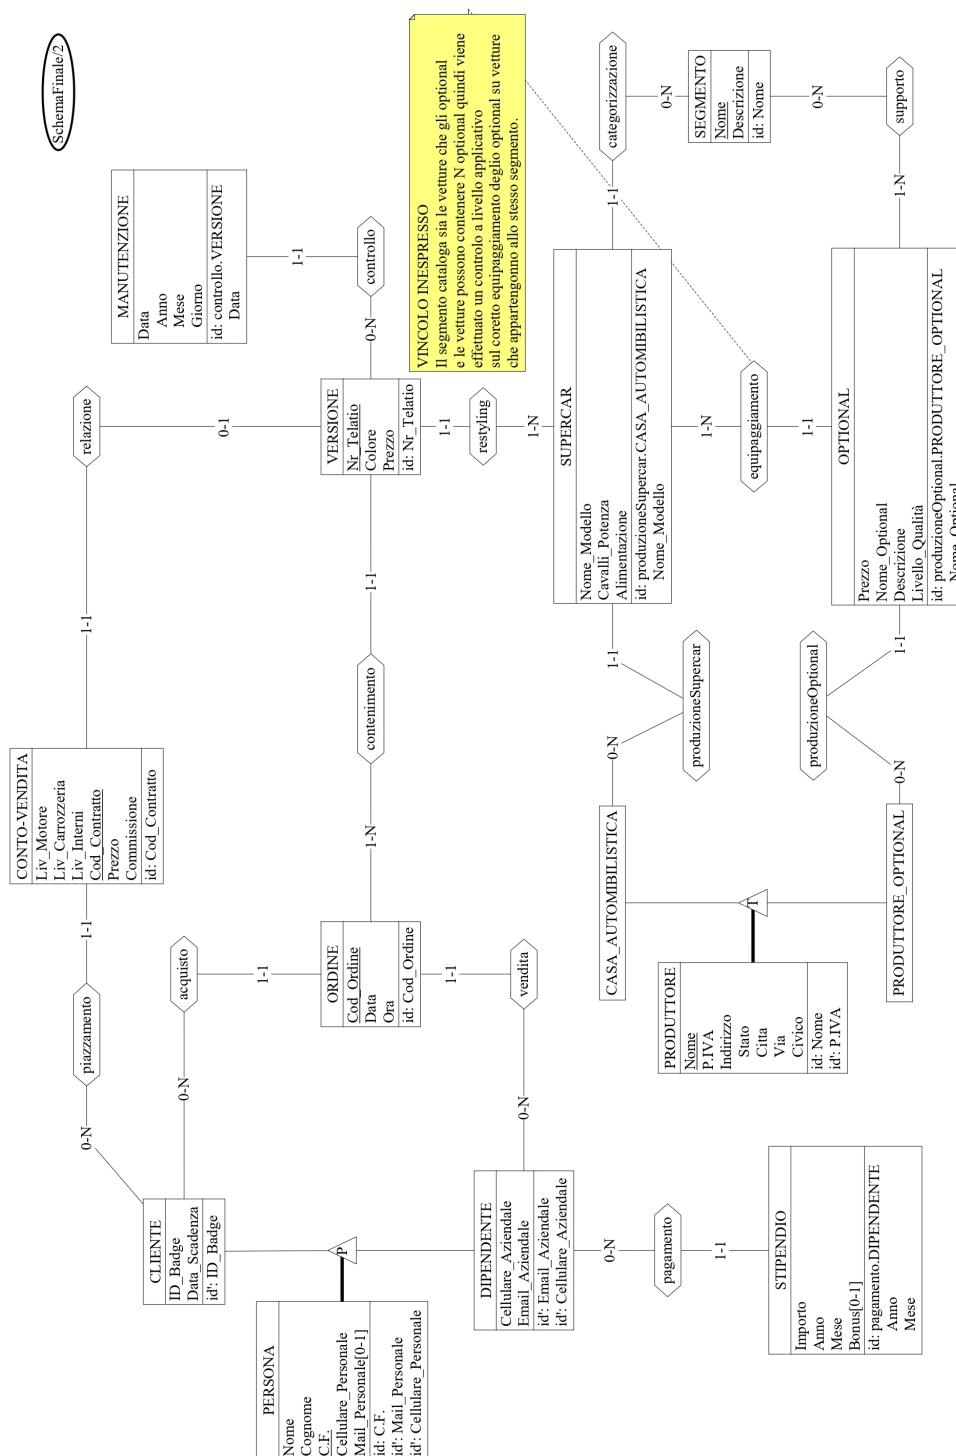 SchemaFinale/2
MANUTENZIONE
Data
Anno
Mese
Giorno
id: controllo.VERSIONE
Data
1-1
controllo
0-N
relazione
0-1
1-1
VERSIONE
Nr_Telatio
Colore
Prezzo
id: Nr_Telatio
1-1
restyling
1-N
VINCOLO INESPRESSO
Il segmento cataloga sia le vetture che gli optional
e le vetture possono contenere N optional quindi viene
effettuato un controlo a livello applicativo
sul coretto equipaggiamento deglio optional su vetture
che appartengonno allo stesso segmento.
categorizzazione
1-1
0-N
SEGMENTO
Nome
Descrizione
id: Nome
0-N
supporto
1-N
SUPERCAR
Nome_Modello
Cavalli_Potenza
Alimentazione
id: produzioneSupercar.CASA_AUTOMIBILISTICA
Nome_Modello
1-N
equipaggiamento
1-1
OPTIONAL
Prezzo
Nome_Optional
Descrizione
Livello_Qualità
id: produzioneOptional.PRODUTTORE_OPTIONAL
Nome_Optional
CONTO-VENDITA
Liv_Motore
Liv_Carrozzeria
Liv_Interni
Cod_Contratto
Prezzo
Commissione
id: Cod_Contratto
1-1
piazzamento
0-N
1-1
contenimento
1-N
ORDINE
Cod_Ordine
Data
Ora
id: Cod_Ordine
1-1
acquisto
0-N
1-1
vendita
0-N
1-1
produzioneSupercar
0-N
CASA_AUTOMIBILISTICA
1-1
produzioneOptional
0-N
PRODUTTORE_OPTIONAL
T
PRODUTTORE
Nome
P.IVA
Indirizzo
Stato
Citta
Via
Civico
id: Nome
id': P.IVA
CLIENTE
ID_Badge
Data_Scadenza
id': ID_Badge
P
PERSONA
Nome
Cognome
C.F.
Cellulare_Personale
Mail_Personale[0-1]
id: C.F.
id': Mail_Personale
id': Cellulare_Personale
DIPENDENTE
Cellulare_Aziendale
Email_Aziendale
id': Email_Aziendale
id': Cellulare_Aziendale
0-N
pagamento
1-1
STIPENDIO
Importo
Anno
Mese
Bonus[0-1]
id: pagamento.DIPENDENTE
Anno
Mese